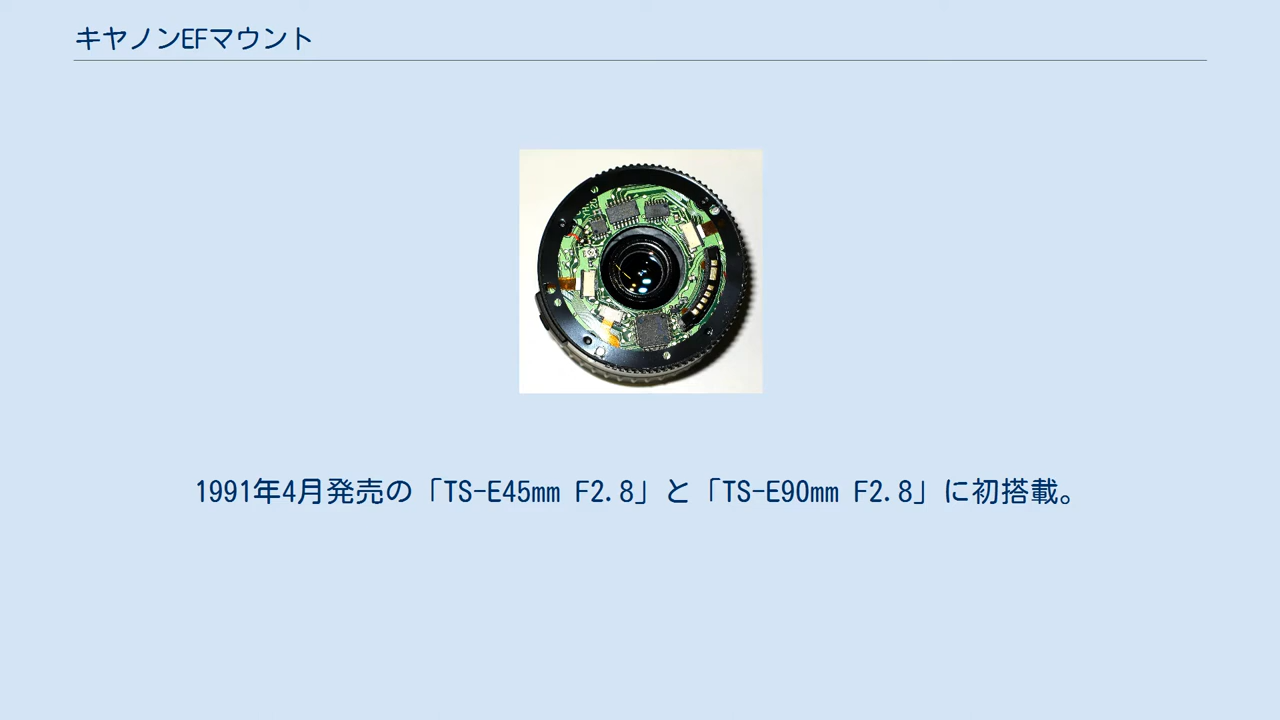 キヤノンEFマウント
1991年4月発売の「TS-E45mm F2.8」と「TS-E90mm F2.8」に初搭載。